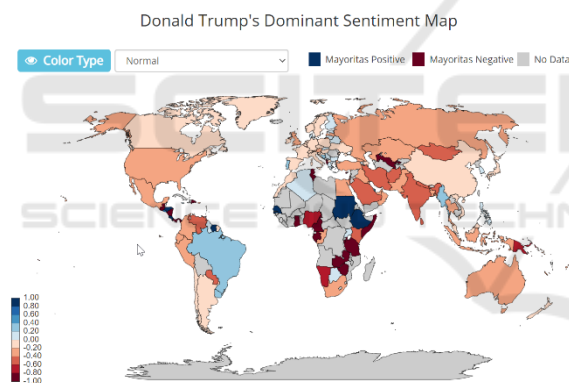 Donald Trump's Dominant Sentiment Map
Color Type
Normal
Mayoritas Positive
Mayoritas Negative
No Data
1.00
0.80
0.60
0.40
0.20
0.00
-0.20
-0.40
-0.60
-0.80
-1.00